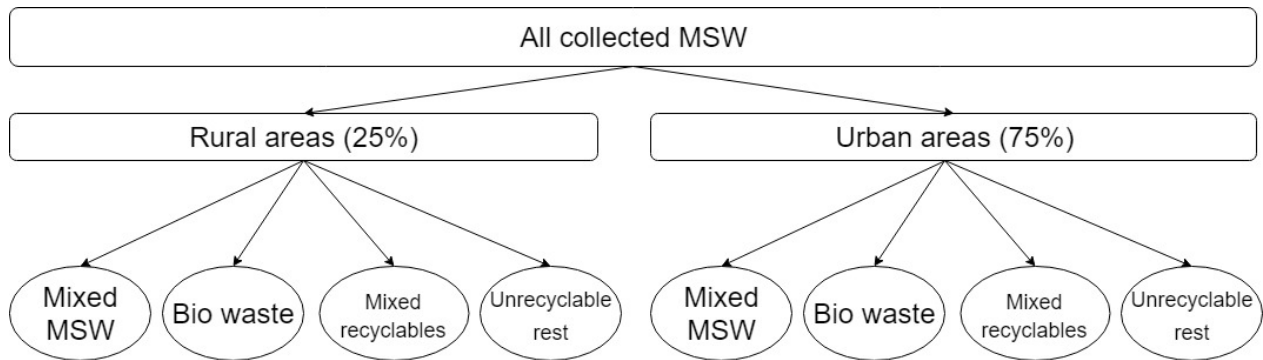 All collected MSW
Rural areas (25%)
Urban areas (75%)
Mixed
MSW
Bio waste
Mixed
recyclables
Unrecyclable
rest
Mixed
MSW
Bio waste
Mixed
recyclables
Unrecyclable
rest